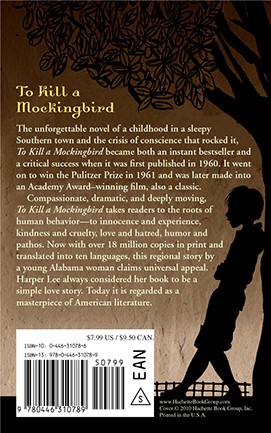 To Kill a
Mockingbird
The unforgettable novel of a childhood in a sleepy
Southern town and the crisis of conscience that rocked it,
To Kill a Mockingbird became both an instant bestseller and
a critical success when it was first published in 1960. It went
on to win the Pulitzer Prize in 1961 and was later made into
an Academy Award–winning film, also a classic.
Compassionate, dramatic, and deeply moving,
To Kill a Mockingbird takes readers to the roots of
human behavior—to innocence and experience,
kindness and cruelty, love and hatred, humor and
pathos. Now with over 18 million copies in print and
translated into ten languages, this regional story by
a young Alabama woman claims universal appeal.
Harper Lee always considered her book to be a
simple love story. Today it is regarded as a
masterpiece of American literature.
$7.99 US / $9.50 CAN.
ISBN-10: 0-446-31078-6
ISBN-13: 978-0-446-31078-9
50799
EAN
S
9 780446 310789
www.HachetteBookGroup.com
Cover © 2010 Hachette Book Group, Inc.
Printed in the U.S.A.